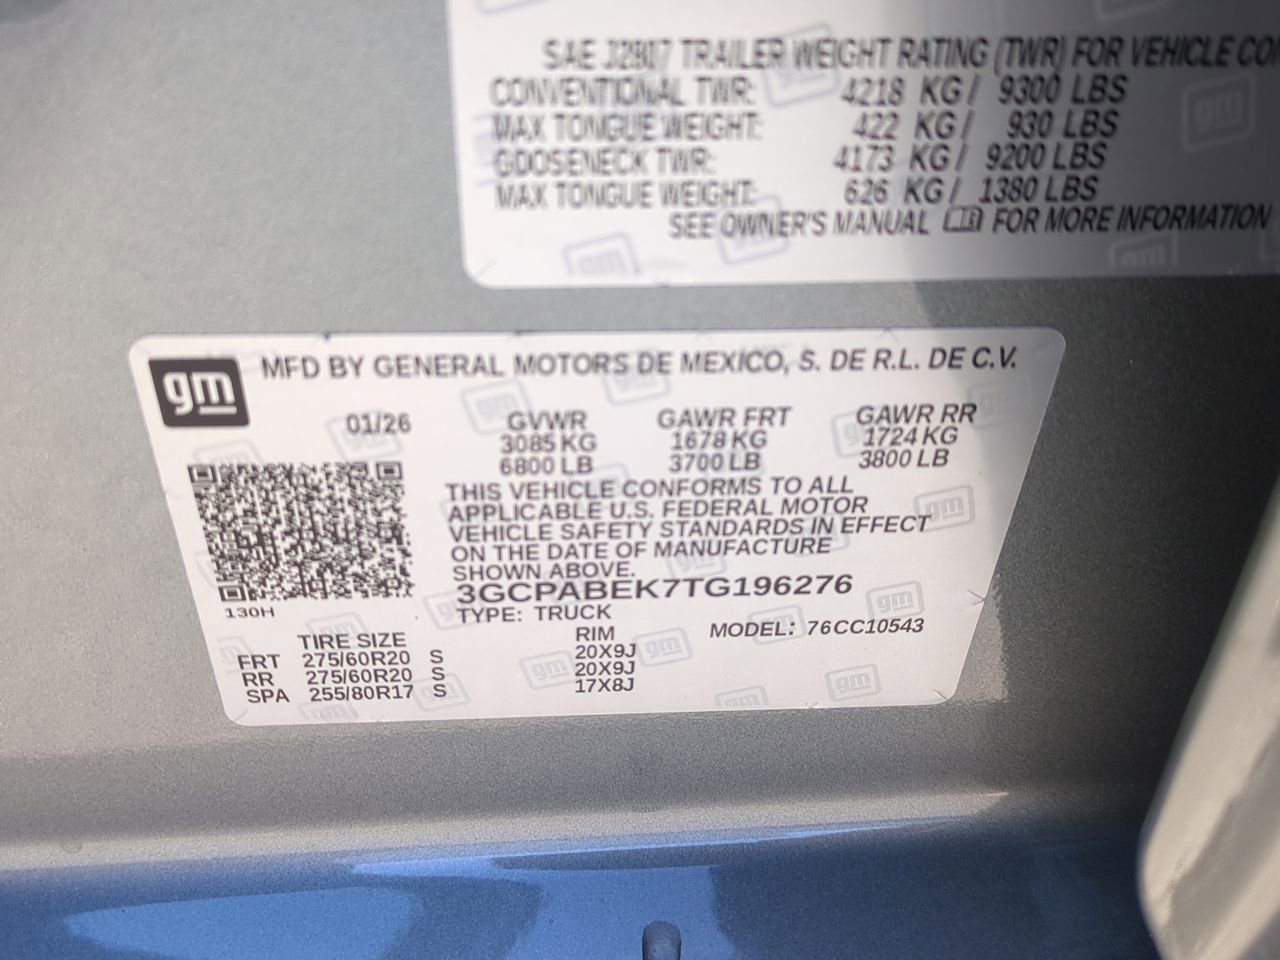 SAE J2807 TRAILER WEIGHT RATING (TWR) FOR VEHICLE
CONVENTIONAL TWR: 4218 KG / 9300 LBS
MAX TONGUE WEIGHT: 422 KG / 930 LBS
GOOSENECK TWR: 4173 KG / 9200 LBS
MAX TONGUE WEIGHT: 626 KG / 1380 LBS
SEE OWNER'S MANUAL FOR MORE INFORMATION
gm MFD BY GENERAL MOTORS DE MEXICO, S. DE R.L. DE C.V.
01/26 GVWR GAWR FRT GAWR RR
3085 KG 1678 KG 1724 KG
6800 LB 3700 LB 3800 LB
THIS VEHICLE CONFORMS TO ALL
APPLICABLE U.S. FEDERAL MOTOR
VEHICLE SAFETY STANDARDS IN EFFECT
ON THE DATE OF MANUFACTURE
SHOWN ABOVE.
3GCPABEK7TG196276
130H
TYPE: TRUCK
MODEL: 76CC10543
TIRE SIZE RIM
FRT 275/60R20 S 20X9J
RR 275/60R20 S 20X9J
SPA 255/80R17 S 17X8J